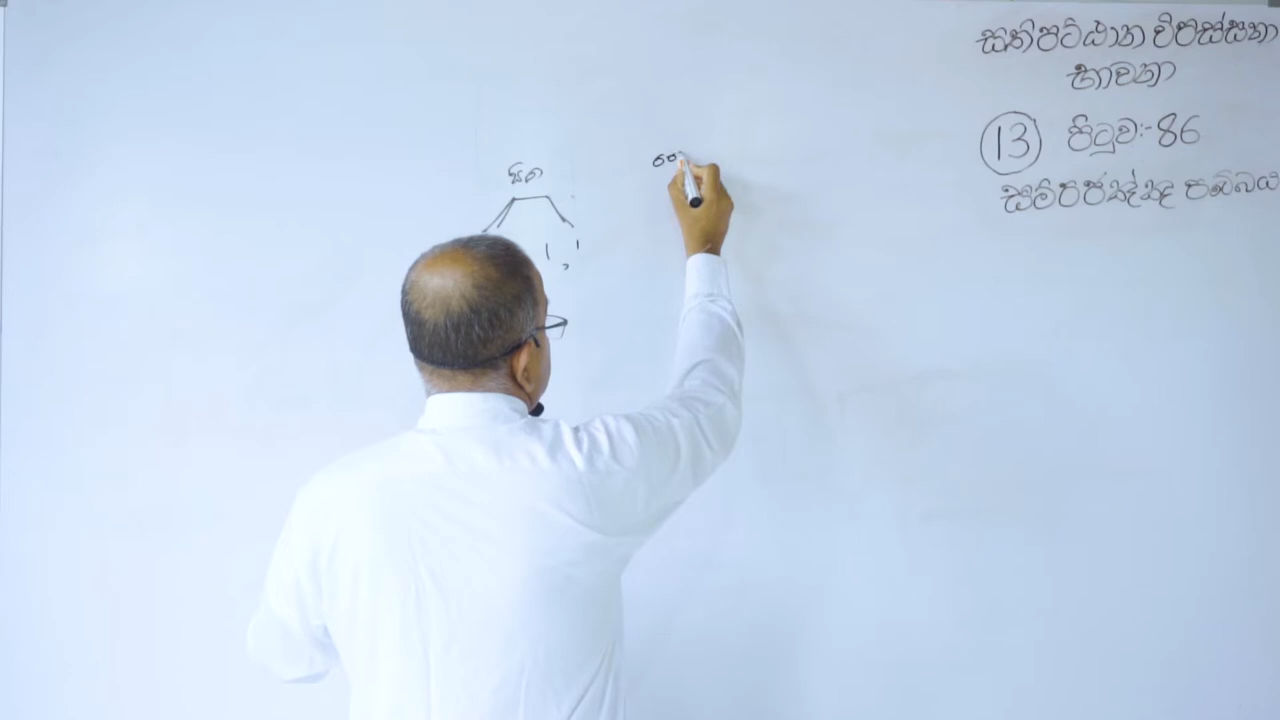 සතිපට්ඨාන විපස්සනා
භාවනා
13 පිටුව:-86
සම්පජඤ්ඤ පබ්බය
සිත